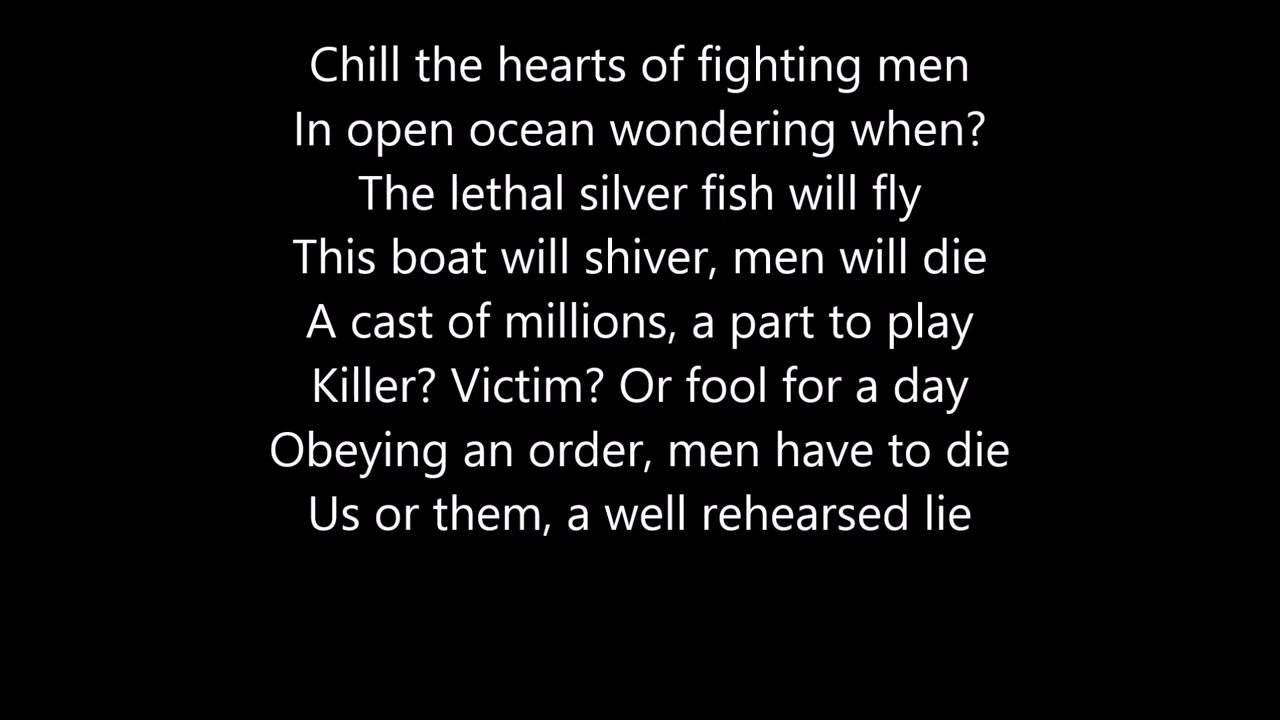 Chill the hearts of fighting men
In open ocean wondering when?
The lethal silver fish will fly
This boat will shiver, men will die
A cast of millions, a part to play
Killer? Victim? Or fool for a day
Obeying an order, men have to die
Us or them, a well rehearsed lie